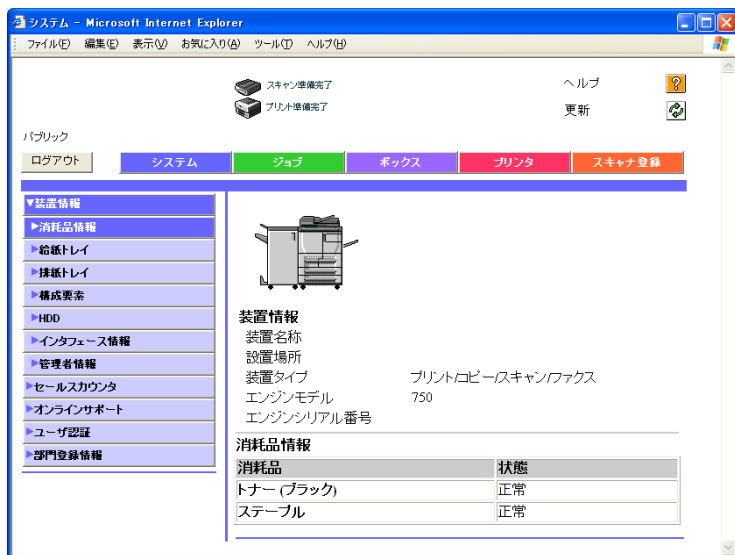 システム - Microsoft Internet Explorer
ファイル(F) 編集(E) 表示(V) お気に入り(A) ツール(T) ヘルプ(H)
スキャン準備完了 ヘルプ ?
プリント準備完了 更新
パブリック
ログアウト システム ジョブ ボックス プリンタ スキャナ登録
▼装置情報
▶消耗品情報
▶給紙トレイ
▶排紙トレイ
▶構成要素
▶HDD
▶インタフェース情報
▶管理者情報
▶セールスカウンタ
▶オンラインサポート
▶ユーザ認証
▶部門登録情報
装置情報
装置名称
設置場所
装置タイプ プリント/コピー/スキャン/ファクス
エンジンモデル 750
エンジンシリアル番号
消耗品情報
消耗品 状態
トナー (ブラック) 正常
ステープル 正常